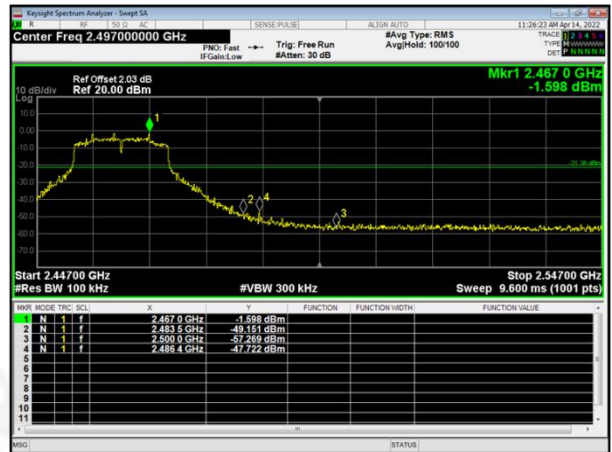 Keysight Spectrum Analyzer - Swept SA
R RF 50 Ω AC SENSE:PULSE ALIGN AUTO 11:26:23 AM Apr 14, 2022
Center Freq 2.497000000 GHz
PNO: Fast Trig: Free Run #Avg Type: RMS TRACE 1 2 3 4 5 6
IFGain:Low #Atten: 30 dB Avg|Hold: 100/100 TYPE M W W W W W
DET P N N N N N
Ref Offset 2.03 dB Mkr1 2.467 0 GHz
10 dB/div Ref 20.00 dBm -1.598 dBm
Log
10.0
1
0.00
-10.0
-20.0 -21.36 dBm
-30.0
-40.0
2 4
3
-50.0
-60.0
-70.0
Start 2.44700 GHz Stop 2.54700 GHz
#Res BW 100 kHz #VBW 300 kHz Sweep 9.600 ms (1001 pts)
MKR MODE TRC SCL X Y FUNCTION FUNCTION WIDTH FUNCTION VALUE
1 N 1 f 2.467 0 GHz -1.598 dBm
2 N 1 f 2.483 5 GHz -49.151 dBm
3 N 1 f 2.500 0 GHz -57.269 dBm
4 N 1 f 2.486 4 GHz -47.722 dBm
5
6
7
8
9
10
11
MSG STATUS